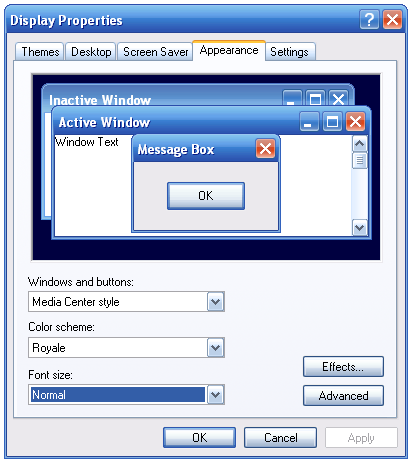 Display Properties
Themes Desktop Screen Saver Appearance Settings
Inactive Window
Active Window
Window Text
Message Box
OK
Windows and buttons:
Media Center style
Color scheme:
Royale
Font size:
Normal
Effects...
Advanced
OK Cancel Apply